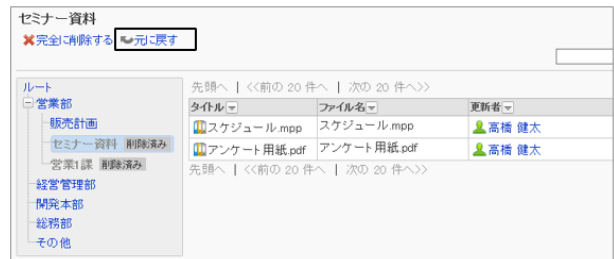 セミナー資料
完全に削除する 元に戻す
ルート
営業部
販売計画
セミナー資料 削除済み
営業1課 削除済み
経営管理部
開発本部
総務部
その他
先頭へ | <<前の 20 件へ | 次の 20 件へ>>
タイトル ファイル名 更新者
スケジュール.mpp スケジュール.mpp 高橋 健太
アンケート用紙.pdf アンケート用紙.pdf 高橋 健太
先頭へ | <<前の 20 件へ | 次の 20 件へ>>